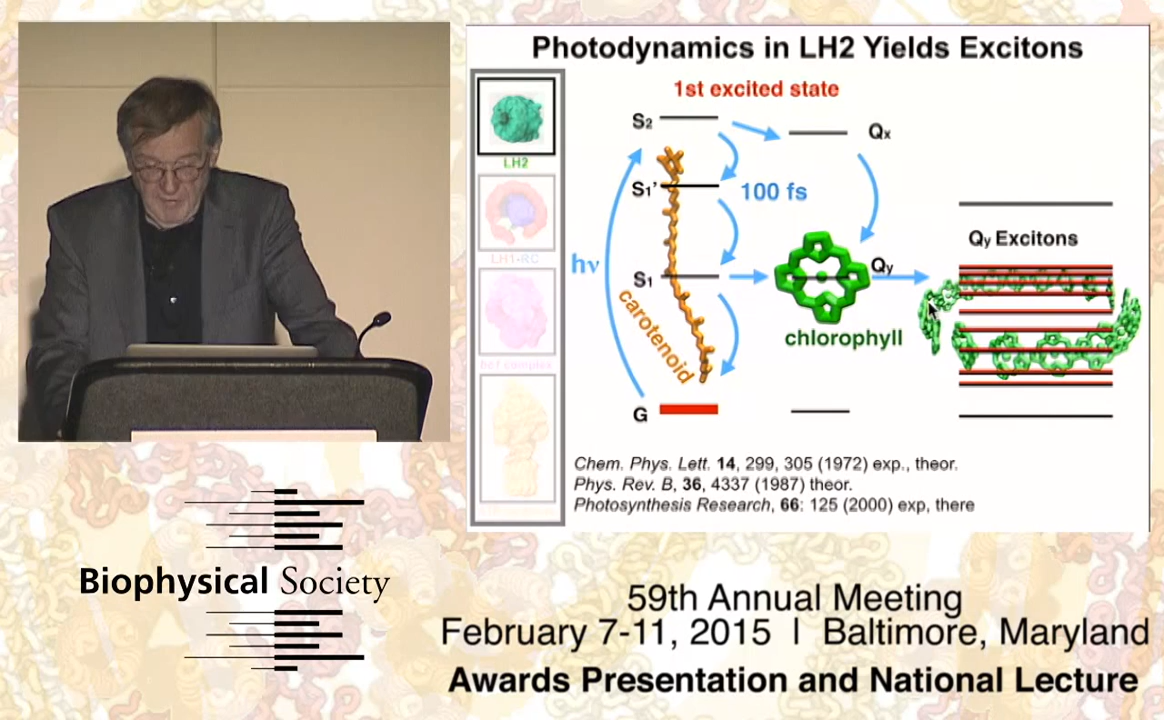 Photodynamics in LH2 Yields Excitons
1st excited state
S2
Qx
LH2
S1'
100 fs
LH1-RC
hν
Qy Excitons
S1
Qy
carotenoid
chlorophyll
bc1 complex
G
Chem. Phys. Lett. 14, 299, 305 (1972) exp., theor.
Phys. Rev. B, 36, 4337 (1987) theor.
Photosynthesis Research, 66: 125 (2000) exp, there
Biophysical Society
59th Annual Meeting
February 7-11, 2015 | Baltimore, Maryland
Awards Presentation and National Lecture